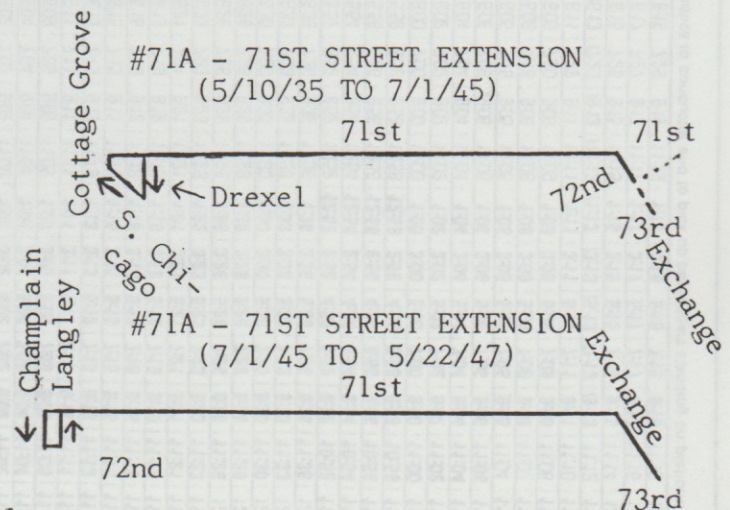 #71A - 71ST STREET EXTENSION
(5/10/35 TO 7/1/45)
Cottage Grove
71st
71st
Drexel
72nd
73rd
Exchange
S. Chi-
cago
#71A - 71ST STREET EXTENSION
(7/1/45 TO 5/22/47)
Champlain
Langley
71st
Exchange
72nd
73rd